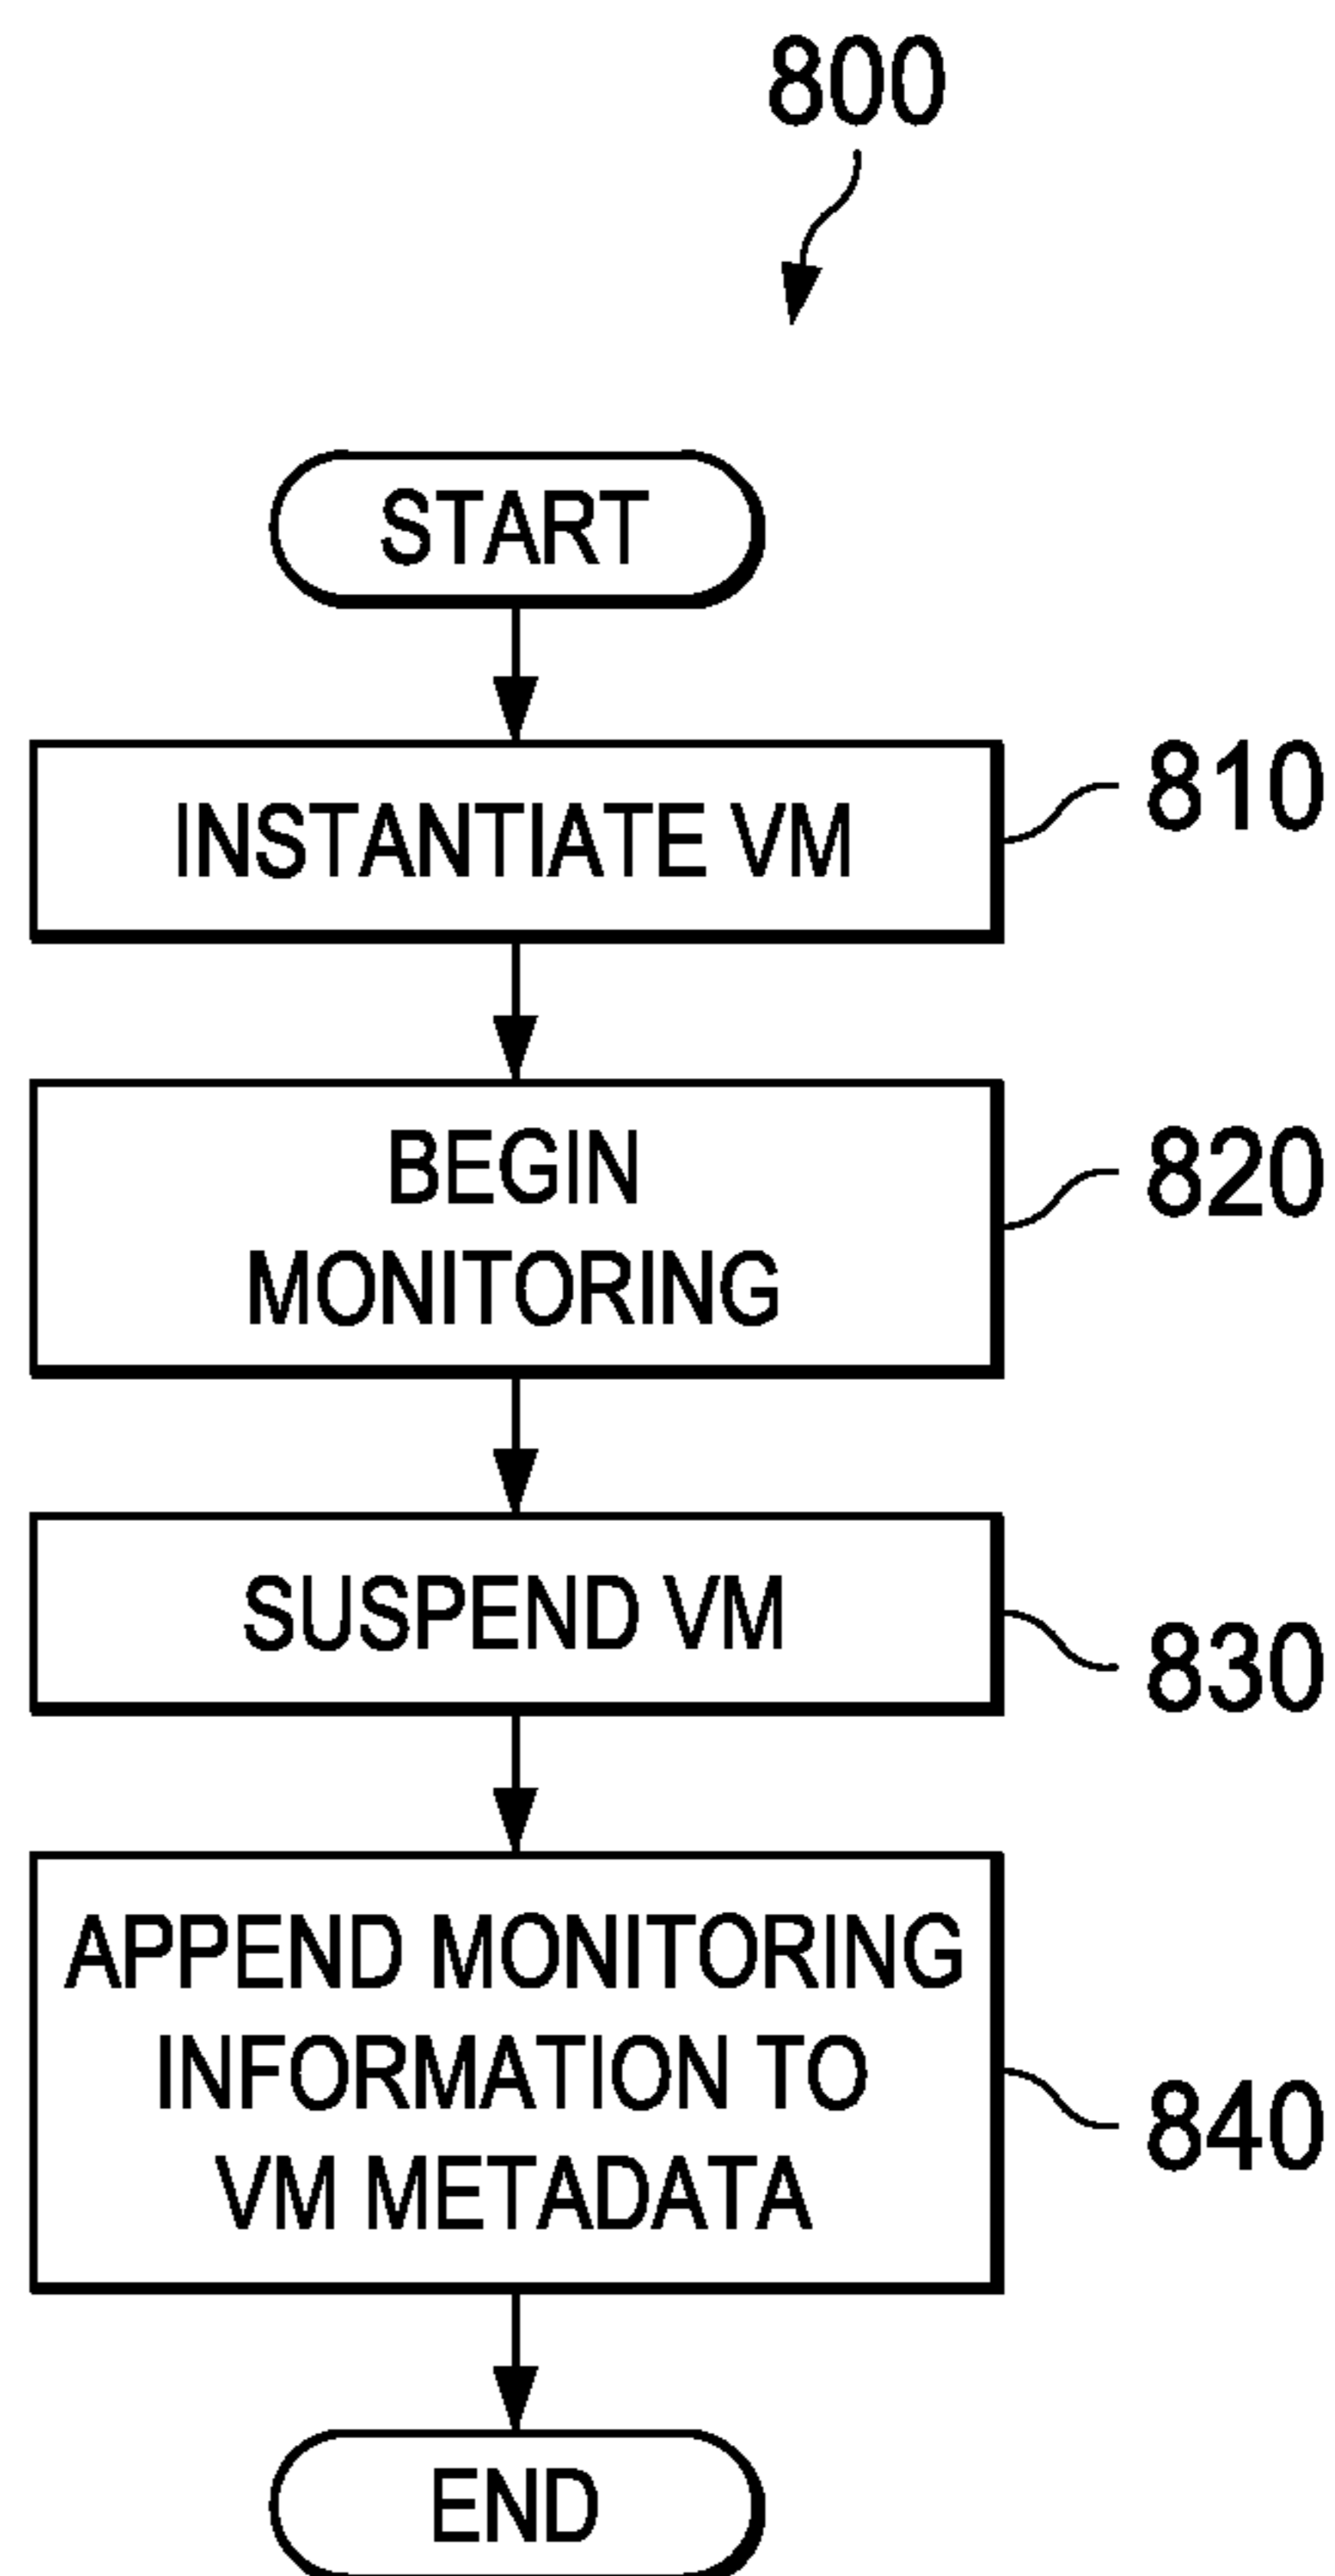 800
START
INSTANTIATE VM
810
BEGIN
MONITORING
820
SUSPEND VM
830
APPEND MONITORING
INFORMATION TO
VM METADATA
840
END